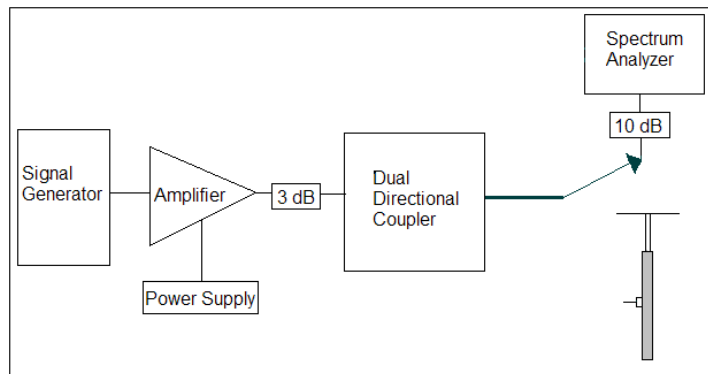 Spectrum
Analyzer
10 dB
Signal
Generator
Amplifier
3 dB
Dual
Directional
Coupler
Power Supply